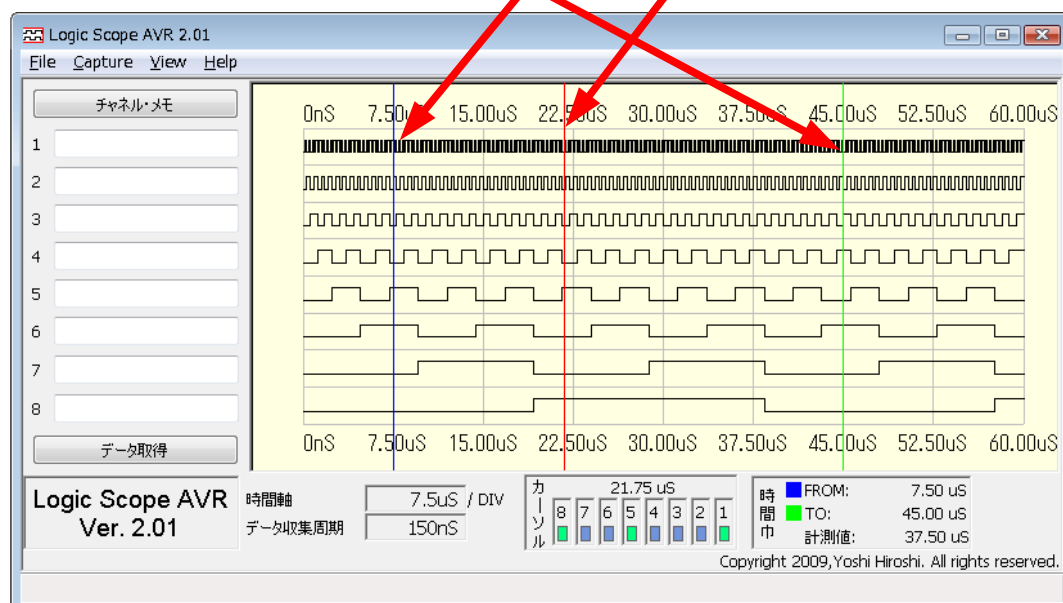 Logic Scope AVR 2.01
File Capture View Help
チャネル・メモ
1
2
3
4
5
6
7
8
データ取得
0nS 7.50uS 15.00uS 22.50uS 30.00uS 37.50uS 45.00uS 52.50uS 60.00uS
0nS 7.50uS 15.00uS 22.50uS 30.00uS 37.50uS 45.00uS 52.50uS 60.00uS
Logic Scope AVR
Ver. 2.01
時間軸 7.5uS / DIV
データ収集周期 150nS
カーソル
21.75 uS
8 7 6 5 4 3 2 1
時間巾
FROM: 7.50 uS
TO: 45.00 uS
計測値: 37.50 uS
Copyright 2009,Yoshi Hiroshi. All rights reserved.